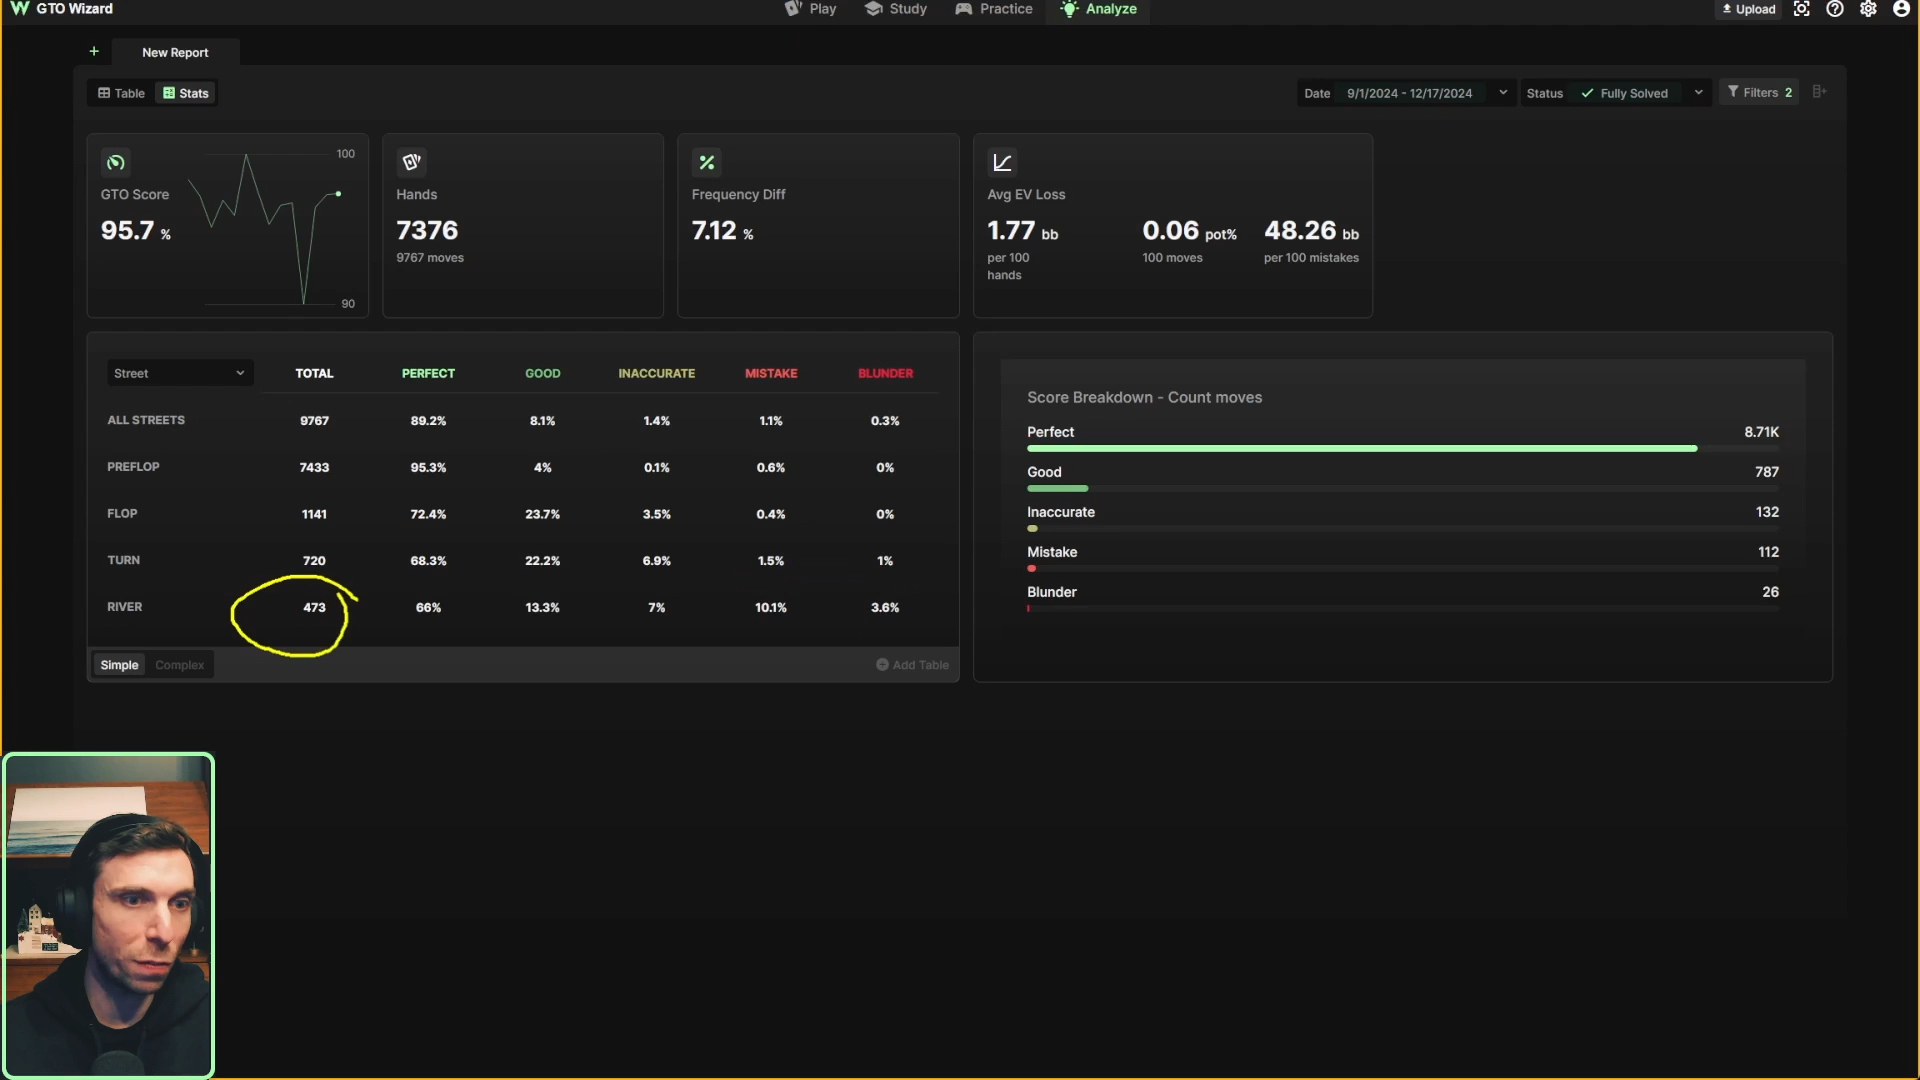 GTO Wizard
Play
Study
Practice
Analyze
Upload
New Report
Table
Stats
Date 9/1/2024 - 12/17/2024
Status Fully Solved
Filters 2
GTO Score
95.7 %
100
90
Hands
7376
9767 moves
Frequency Diff
7.12 %
Avg EV Loss
1.77 bb
per 100
hands
0.06 pot%
100 moves
48.26 bb
per 100 mistakes
Street TOTAL PERFECT GOOD INACCURATE MISTAKE BLUNDER
ALL STREETS 9767 89.2% 8.1% 1.4% 1.1% 0.3%
PREFLOP 7433 95.3% 4% 0.1% 0.6% 0%
FLOP 1141 72.4% 23.7% 3.5% 0.4% 0%
TURN 720 68.3% 22.2% 6.9% 1.5% 1%
RIVER 473 66% 13.3% 7% 10.1% 3.6%
Simple Complex
Add Table
Score Breakdown - Count moves
Perfect 8.71K
Good 787
Inaccurate 132
Mistake 112
Blunder 26